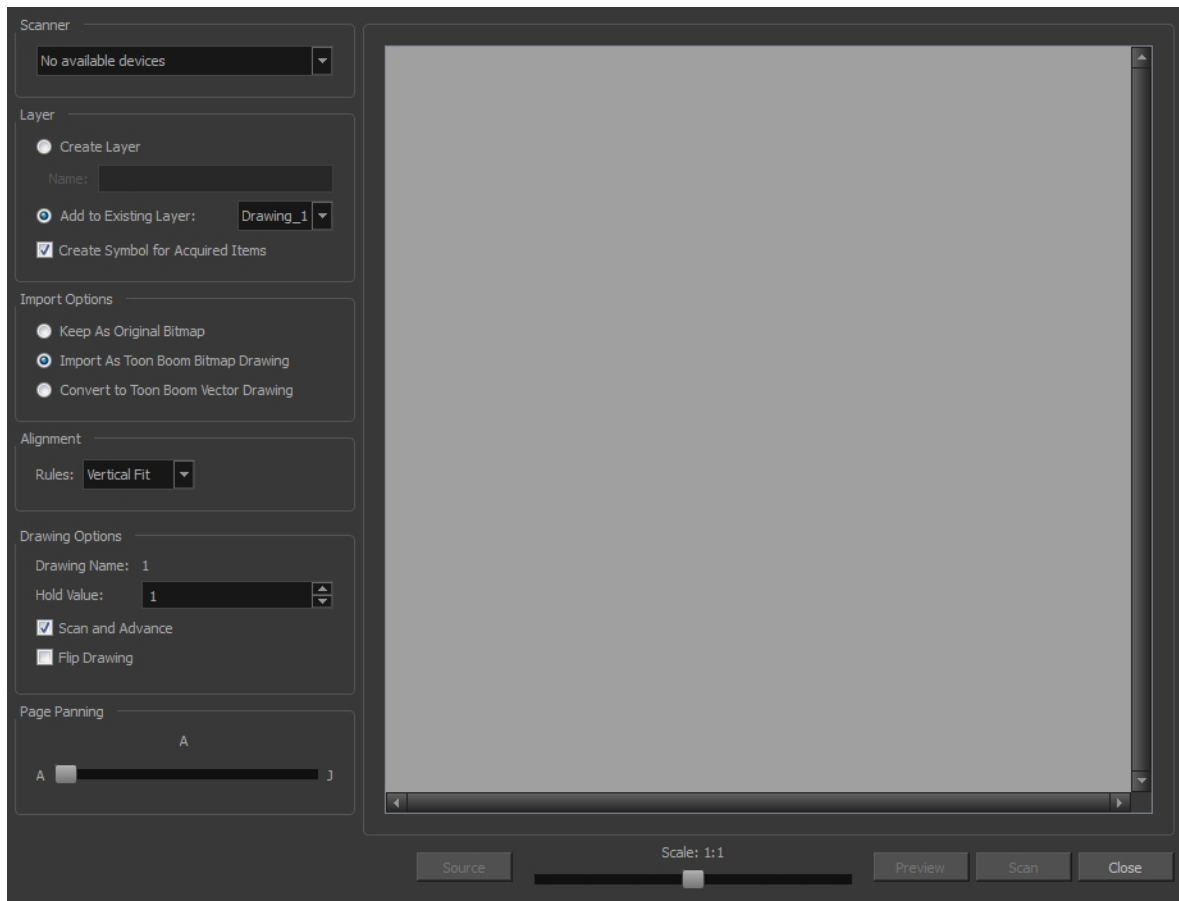 Scanner
No available devices
Layer
Create Layer
Name:
Add to Existing Layer: Drawing_1
Create Symbol for Acquired Items
Import Options
Keep As Original Bitmap
Import As Toon Boom Bitmap Drawing
Convert to Toon Boom Vector Drawing
Alignment
Rules: Vertical Fit
Drawing Options
Drawing Name: 1
Hold Value: 1
Scan and Advance
Flip Drawing
Page Panning
A
A J
Scale: 1:1
Source Preview Scan Close